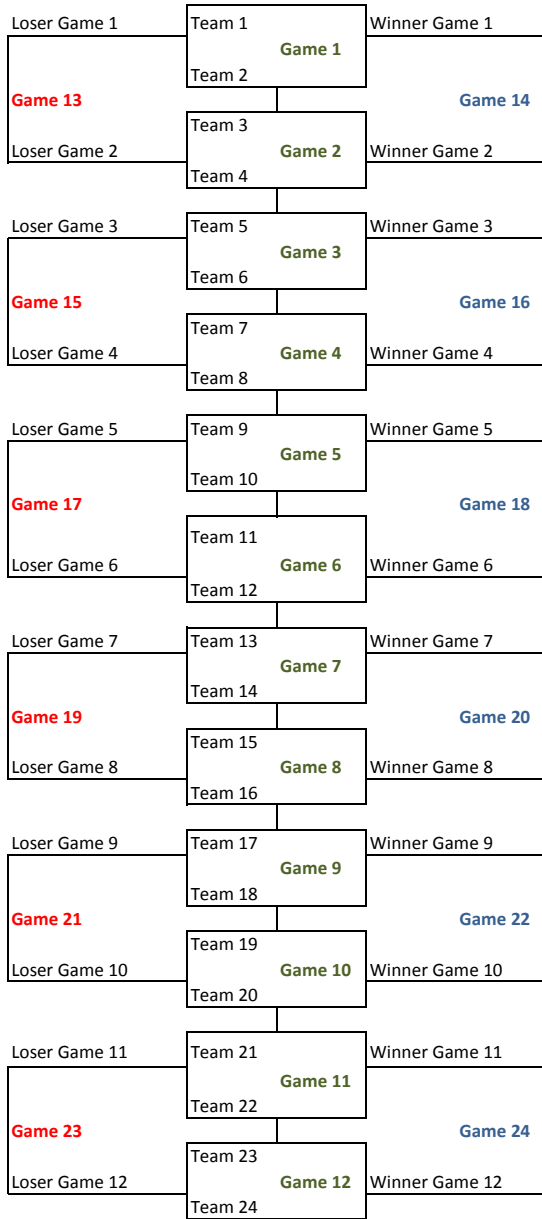 Loser Game 1 Team 1 Winner Game 1
Game 1
Team 2
Game 13 Game 14
Team 3
Loser Game 2 Game 2 Winner Game 2
Team 4
Loser Game 3 Team 5 Winner Game 3
Game 3
Team 6
Game 15 Game 16
Team 7
Loser Game 4 Game 4 Winner Game 4
Team 8
Loser Game 5 Team 9 Winner Game 5
Game 5
Team 10
Game 17 Game 18
Team 11
Loser Game 6 Game 6 Winner Game 6
Team 12
Loser Game 7 Team 13 Winner Game 7
Game 7
Team 14
Game 19 Game 20
Team 15
Loser Game 8 Game 8 Winner Game 8
Team 16
Loser Game 9 Team 17 Winner Game 9
Game 9
Team 18
Game 21 Game 22
Team 19
Loser Game 10 Game 10 Winner Game 10
Team 20
Loser Game 11 Team 21 Winner Game 11
Game 11
Team 22
Game 23 Game 24
Team 23
Loser Game 12 Game 12 Winner Game 12
Team 24